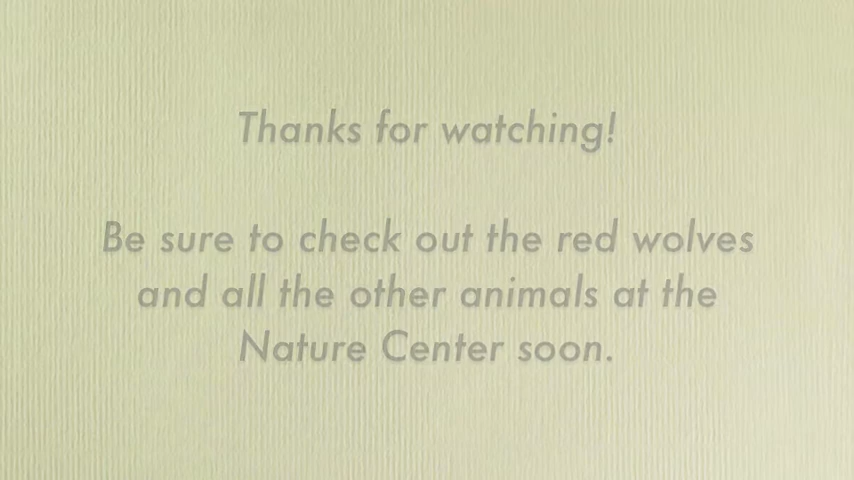 Thanks for watching!
Be sure to check out the red wolves
and all the other animals at the
Nature Center soon.